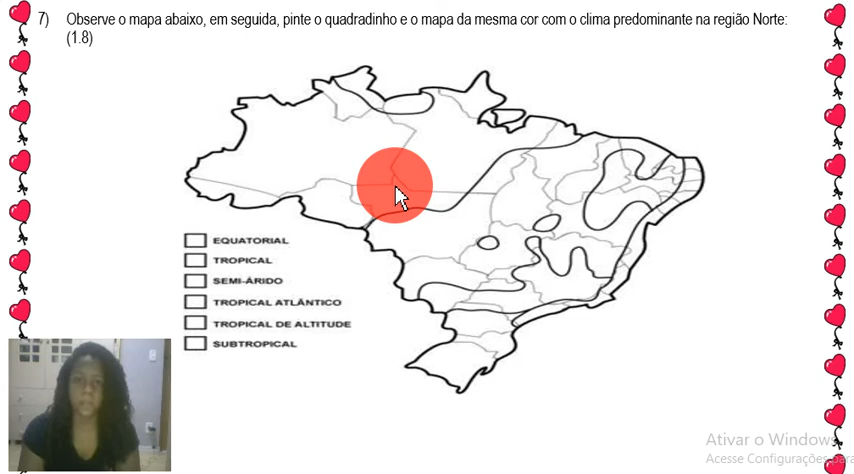 7) Observe o mapa abaixo, em seguida, pinte o quadradinho e o mapa da mesma cor com o clima predominante na região Norte:
(1.8)
EQUATORIAL
TROPICAL
SEMI-ÁRIDO
TROPICAL ATLÂNTICO
TROPICAL DE ALTITUDE
SUBTROPICAL
Ativar o Windows
Acesse Configurações para